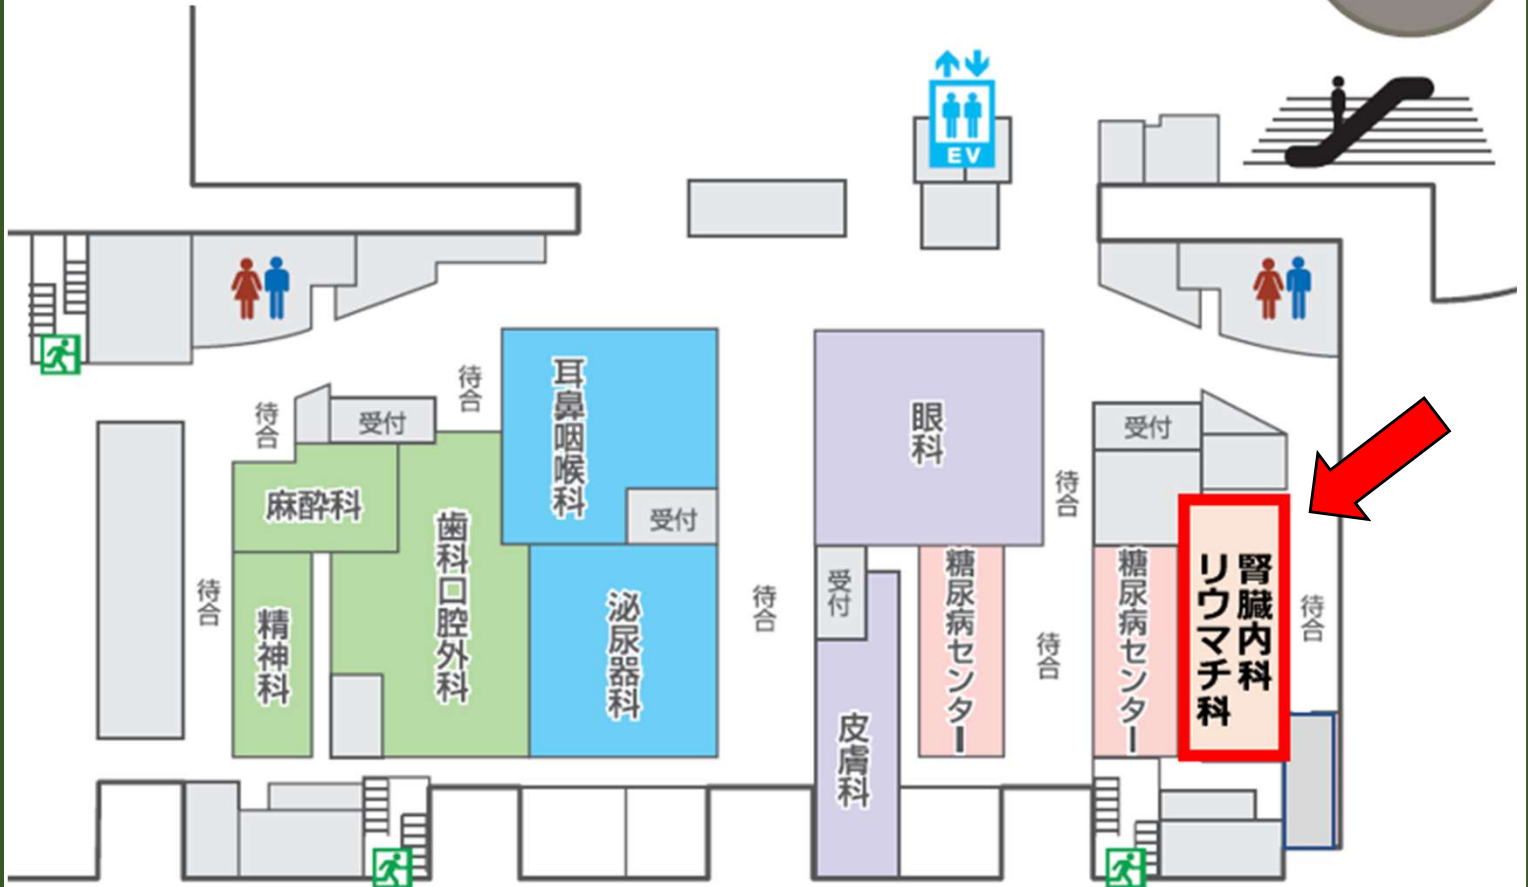 EV
待合
待合
受付
耳鼻咽喉科
眼科
受付
麻酔科
歯科口腔外科
受付
待合
待合
精神科
泌尿器科
待合
受付
皮膚科
糖尿病センター
待合
糖尿病センター
腎臓内科
リウマチ科
待合